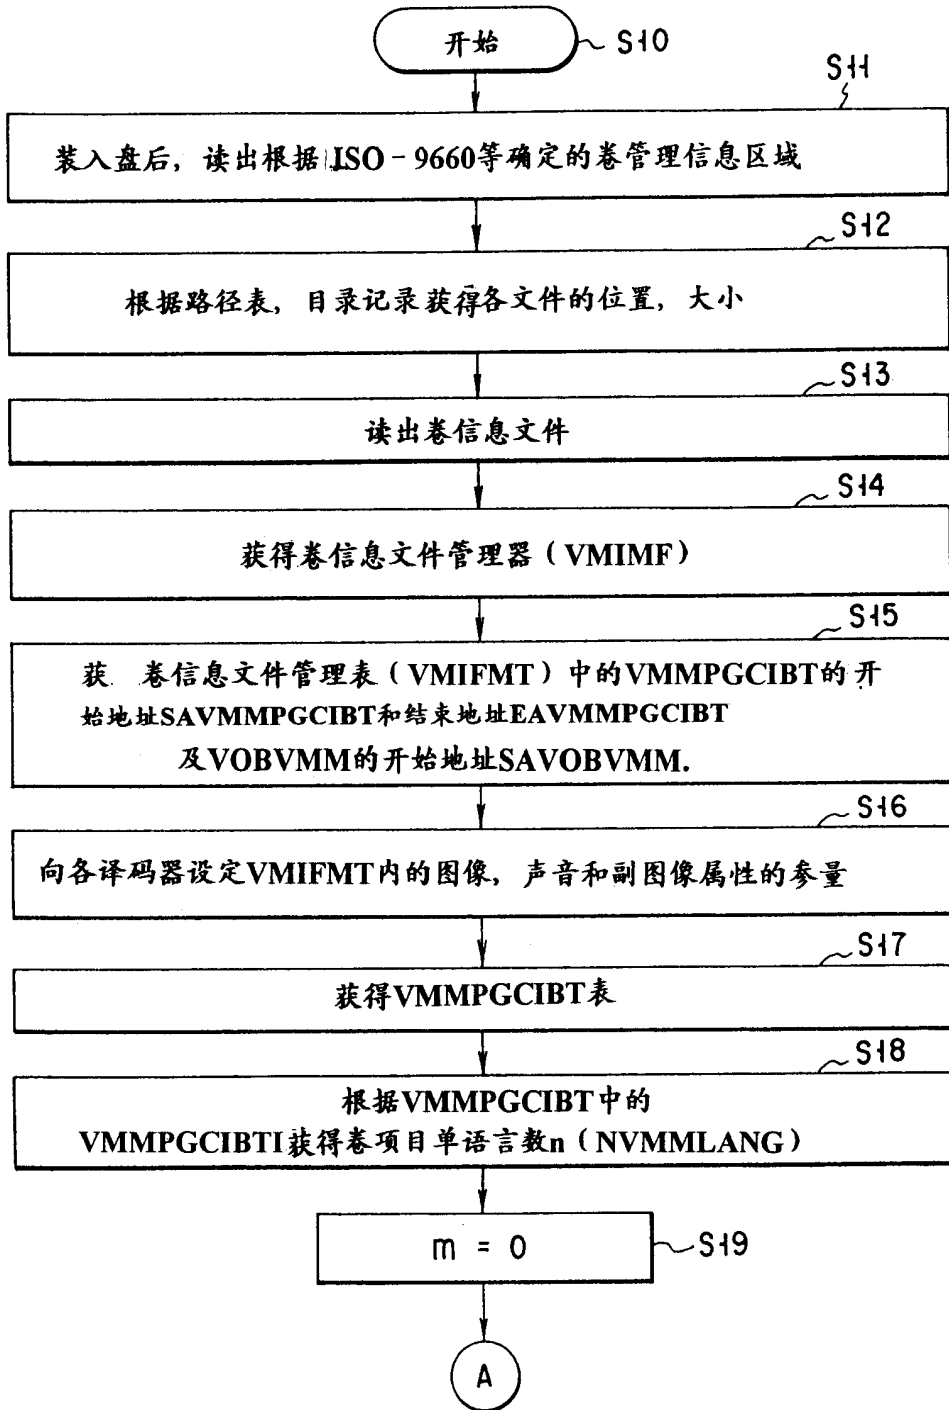 开始
S10
S11
装入盘后，读出根据ISO－9660等确定的卷管理信息区域
S12
根据路径表，目录记录获得各文件的位置，大小
S13
读出卷信息文件
S14
获得卷信息文件管理器（VMIMF）
S15
获 卷信息文件管理表（VMIFMT）中的VMMPGCIBT的开
始地址SAVMMPGCIBT和结束地址EAVMMPGCIBT
及VOBVMM的开始地址SAVOBVMM.
S16
向各译码器设定VMIFMT内的图像，声音和副图像属性的参量
S17
获得VMMPGCIBT表
S18
根据VMMPGCIBT中的
VMMPGCIBTI获得卷项目单语言数n（NVMMLANG）
m = 0
S19
A